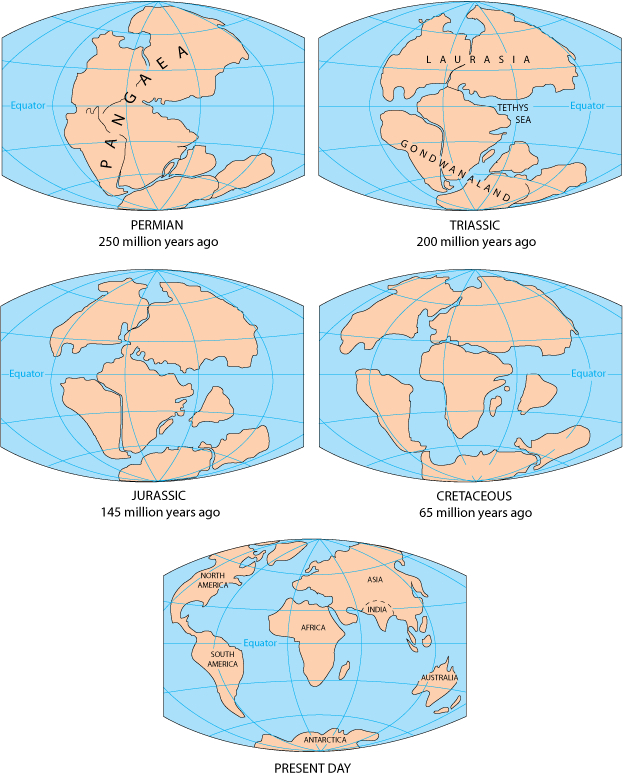 Equator
PANGAEA
PERMIAN
250 million years ago
LAURASIA
TETHYS
SEA
Equator
GONDWANALAND
TRIASSIC
200 million years ago
Equator
JURASSIC
145 million years ago
Equator
CRETACEOUS
65 million years ago
NORTH
AMERICA
ASIA
INDIA
AFRICA
Equator
SOUTH
AMERICA
AUSTRALIA
ANTARCTICA
PRESENT DAY